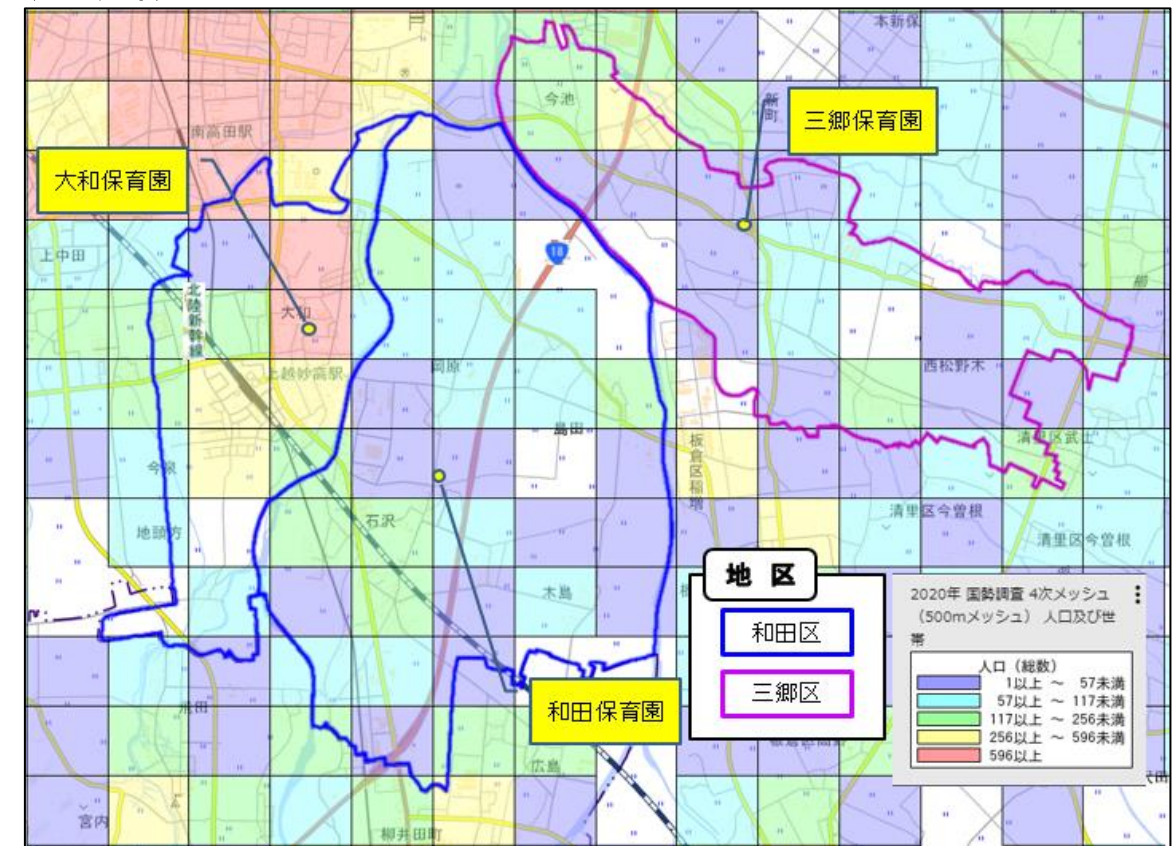 本新保
今池
新町
三郷保育園
南高田駅
大和保育園
上中田
18
北陸新幹線
大和
上越妙高駅
岡原
西松野木
島田
板倉区稲増
清里区武士
今泉
石沢
地頭方
清里区今曽根
清里区今曽根
木島
地 区
和田区
三郷区
2020年 国勢調査 4次メッシュ
(500mメッシュ) 人口及び世
帯
人口(総数)
1以上 ~ 57未満
57以上 ~ 117未満
117以上 ~ 256未満
256以上 ~ 596未満
596以上
和田保育園
広島
宮内
柳井田町